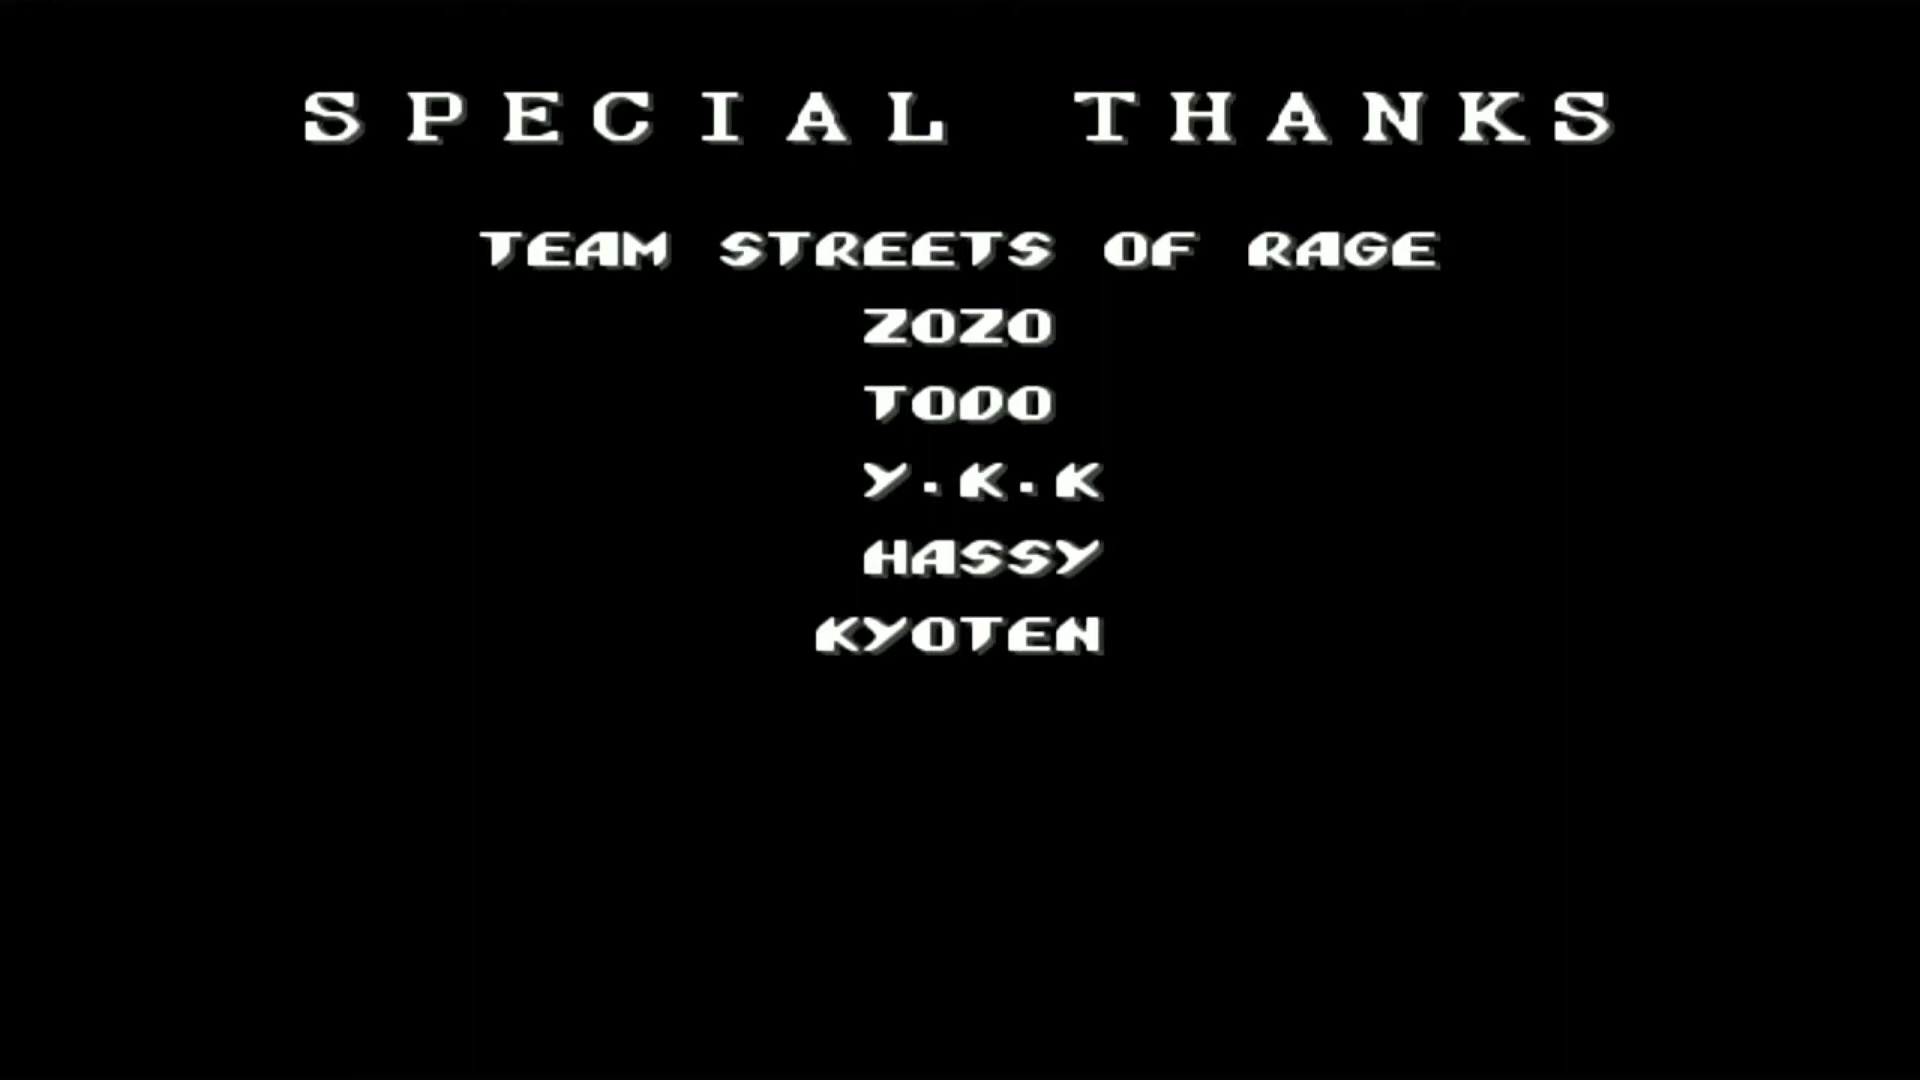 SPECIAL THANKS
TEAM STREETS OF RAGE
ZOZO
TODO
Y.K.K
HASSY
KYOTEN